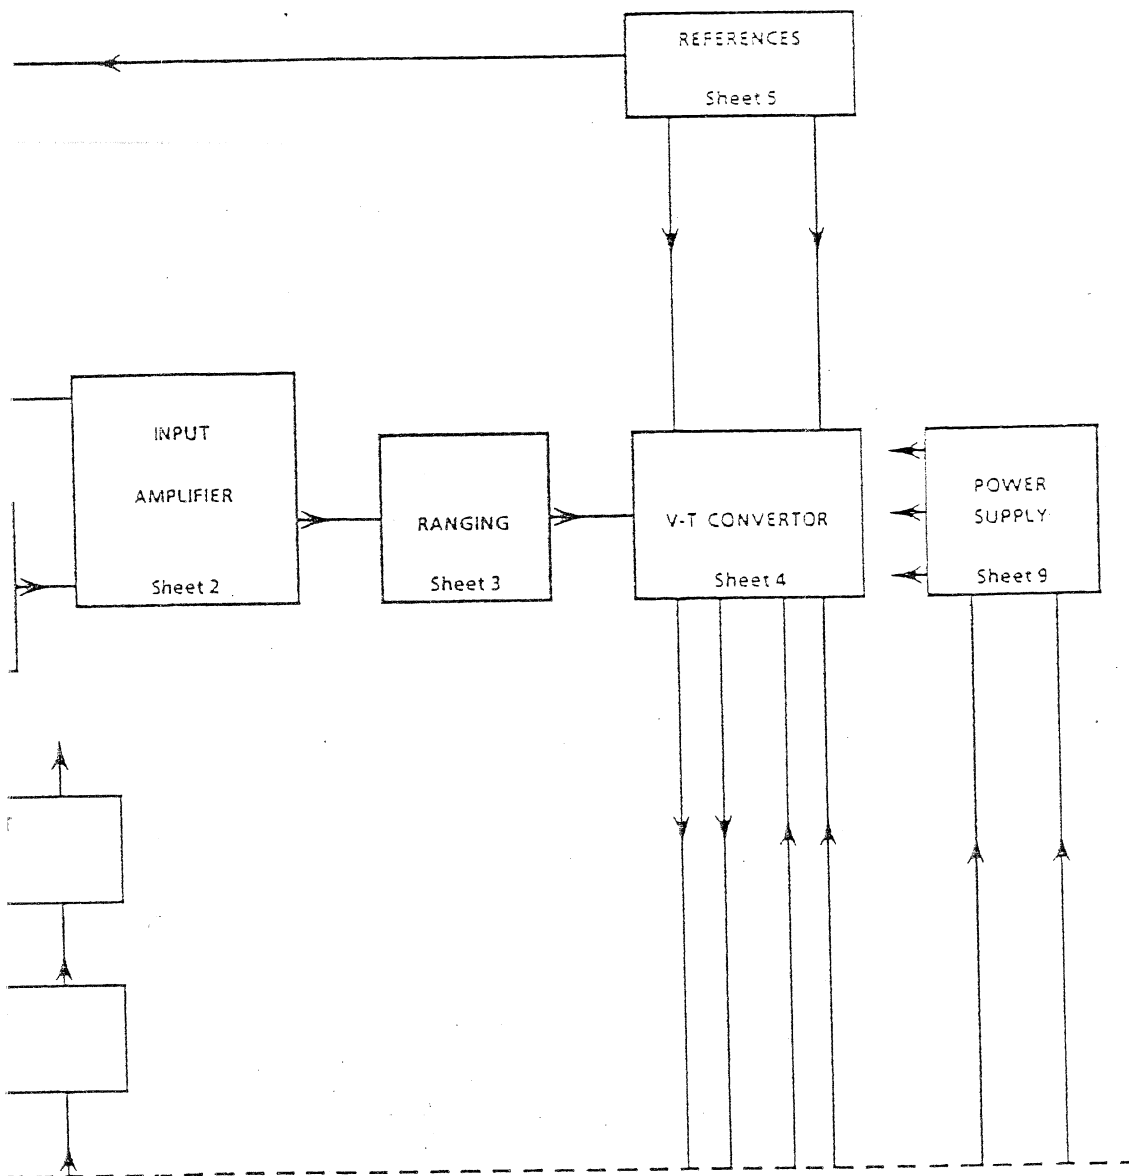 REFERENCES
Sheet 5
INPUT
AMPLIFIER
Sheet 2
RANGING
Sheet 3
V-T CONVERTOR
Sheet 4
POWER
SUPPLY
Sheet 9